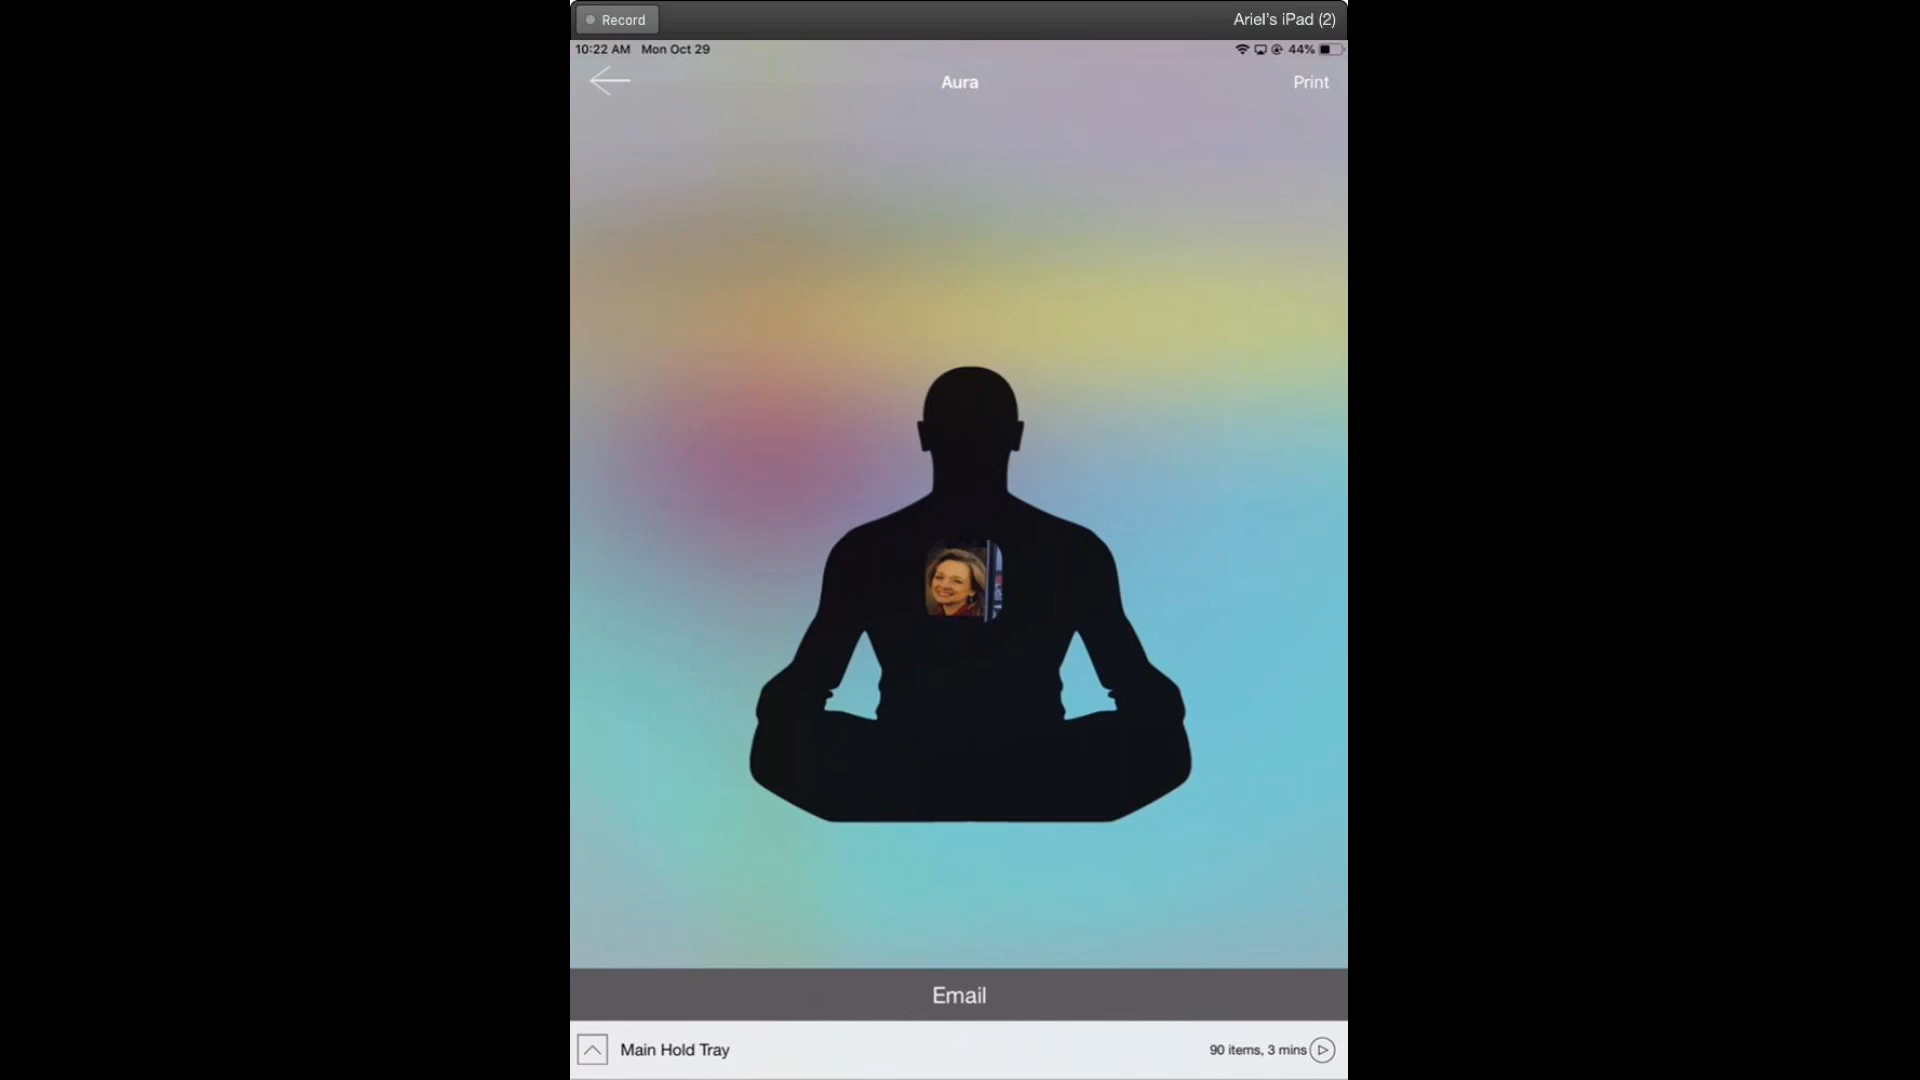 Record
Ariel's iPad (2)
10:22 AM Mon Oct 29
44%
Aura
Print
Email
Main Hold Tray
90 items, 3 mins